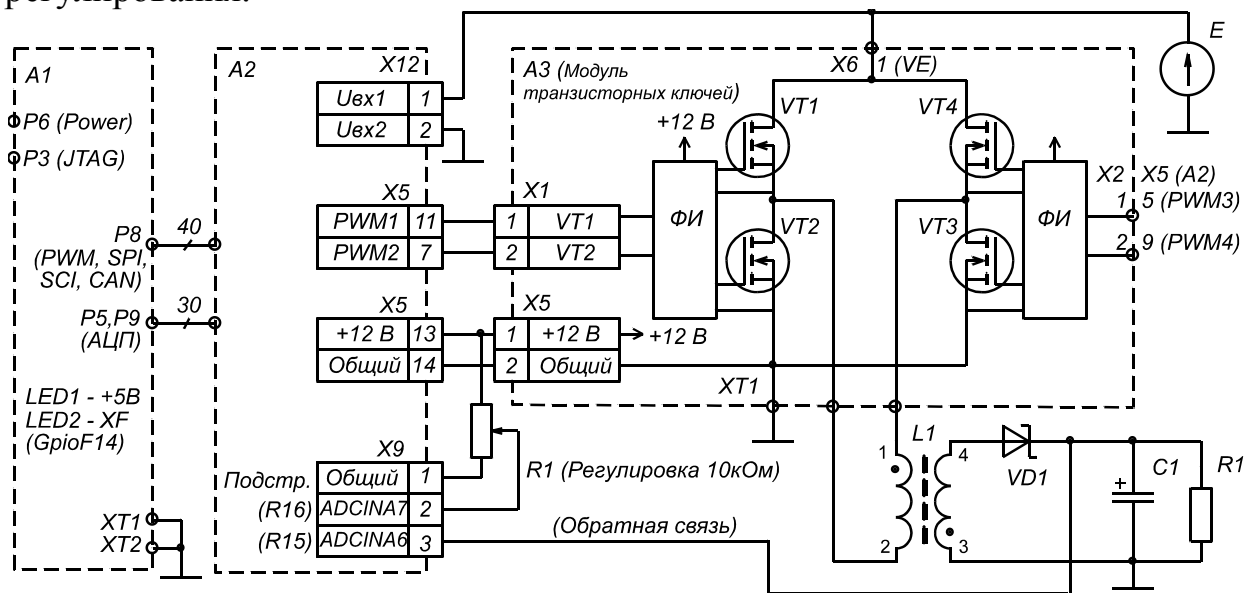 регулирования.
A1
P6 (Power)
P3 (JTAG)
P8
(PWM, SPI,
SCI, CAN)
40
P5,P9
(АЦП)
30
LED1 - +5В
LED2 - XF
(GpioF14)
XT1
XT2
A2
X12
Uвх1 1
Uвх2 2
X5
PWM1 11
PWM2 7
X5
+12 В 13
Общий 14
X9
Подстр.
Общий 1
(R16) ADCINA7 2
(R15) ADCINA6 3
A3 (Модуль
транзисторных ключей)
X6 1 (VE)
E
+12 В
VT1
VT4
X1
1 VT1
2 VT2
ФИ
VT2
VT3
ФИ
X2 X5 (A2)
1 5 (PWM3)
2 9 (PWM4)
X5
1 +12 В
+12 В
2 Общий
XT1
R1 (Регулировка 10кОм)
(Обратная связь)
L1
1
2
4
3
VD1
+
C1
R1